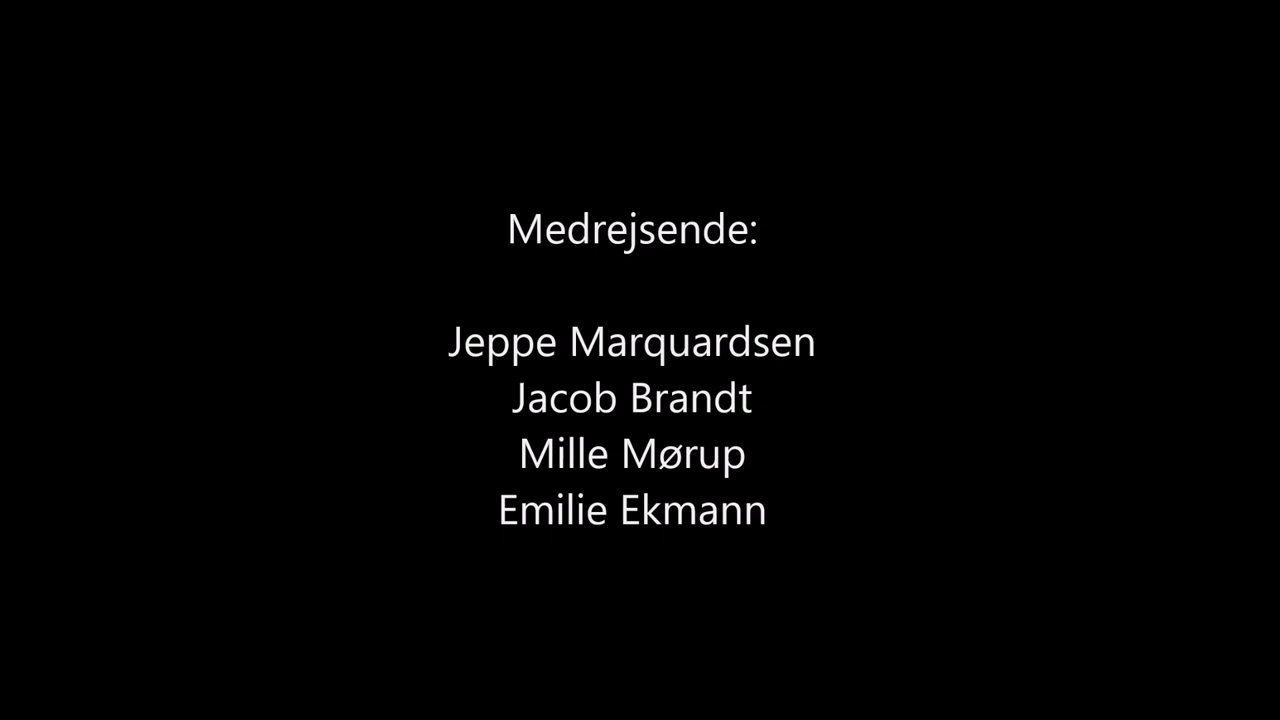 Medrejsende:
Jeppe Marquardsen
Jacob Brandt
Mille Mørup
Emilie Ekmann